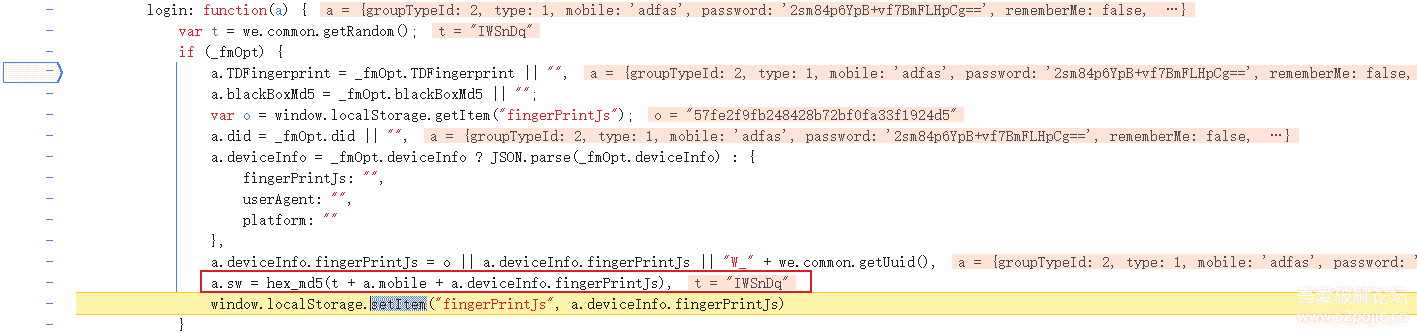 login: function(a) { a = {groupTypeId: 2, type: 1, mobile: 'adfas', password: '2sm84p6YpB+vf7BmFLHpCg==', rememberMe: false, …}
var t = we.common.getRandom(); t = "IWSnDq"
if (_fmOpt) {
a.TDFingerprint = _fmOpt.TDFingerprint || "", a = {groupTypeId: 2, type: 1, mobile: 'adfas', password: '2sm84p6YpB+vf7BmFLHpCg==', rememberMe: false,
a.blackBoxMd5 = _fmOpt.blackBoxMd5 || "";
var o = window.localStorage.getItem("fingerPrintJs"); o = "57fe2f9fb248428b72bf0fa33f1924d5"
a.did = _fmOpt.did || "", a = {groupTypeId: 2, type: 1, mobile: 'adfas', password: '2sm84p6YpB+vf7BmFLHpCg==', rememberMe: false, …}
a.deviceInfo = _fmOpt.deviceInfo ? JSON.parse(_fmOpt.deviceInfo) : {
fingerPrintJs: "",
userAgent: "",
platform: ""
},
a.deviceInfo.fingerPrintJs = o || a.deviceInfo.fingerPrintJs || "W_" + we.common.getUuid(), a = {groupTypeId: 2, type: 1, mobile: 'adfas
a.sw = hex_md5(t + a.mobile + a.deviceInfo.fingerPrintJs), t = "IWSnDq"
window.localStorage.setItem("fingerPrintJs", a.deviceInfo.fingerPrintJs)
}
吾爱破解论坛
www.52pojie.cn